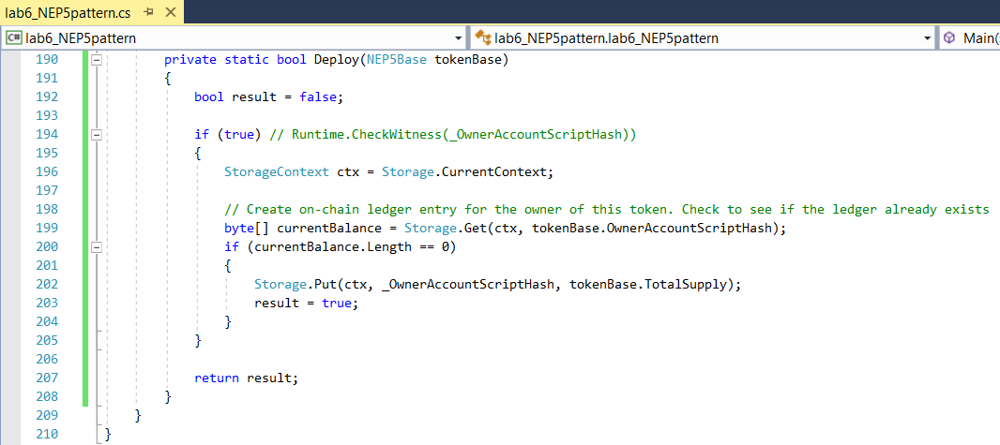 lab6_NEP5pattern.cs
C# lab6_NEP5pattern lab6_NEP5pattern.lab6_NEP5pattern Main(
190 private static bool Deploy(NEP5Base tokenBase)
191 {
192 bool result = false;
193
194 if (true) // Runtime.CheckWitness(_OwnerAccountScriptHash))
195 {
196 StorageContext ctx = Storage.CurrentContext;
197
198 // Create on-chain ledger entry for the owner of this token. Check to see if the ledger already exists
199 byte[] currentBalance = Storage.Get(ctx, tokenBase.OwnerAccountScriptHash);
200 if (currentBalance.Length == 0)
201 {
202 Storage.Put(ctx, _OwnerAccountScriptHash, tokenBase.TotalSupply);
203 result = true;
204 }
205 }
206
207 return result;
208 }
209 }
210 }